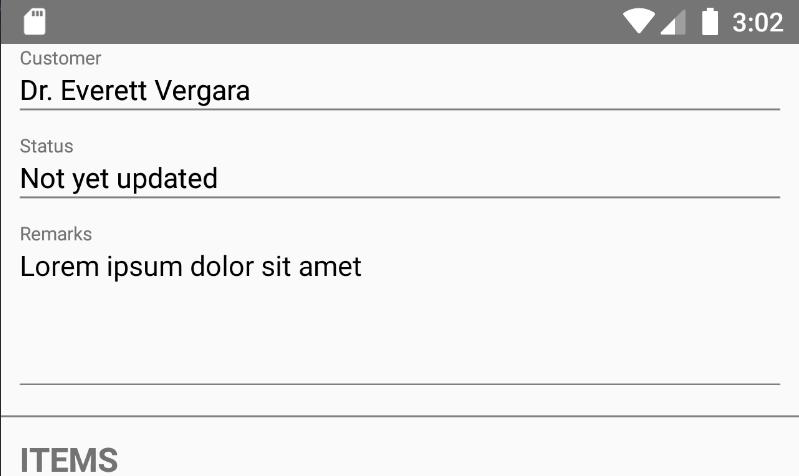 3:02
Customer
Dr. Everett Vergara
Status
Not yet updated
Remarks
Lorem ipsum dolor sit amet
ITEMS